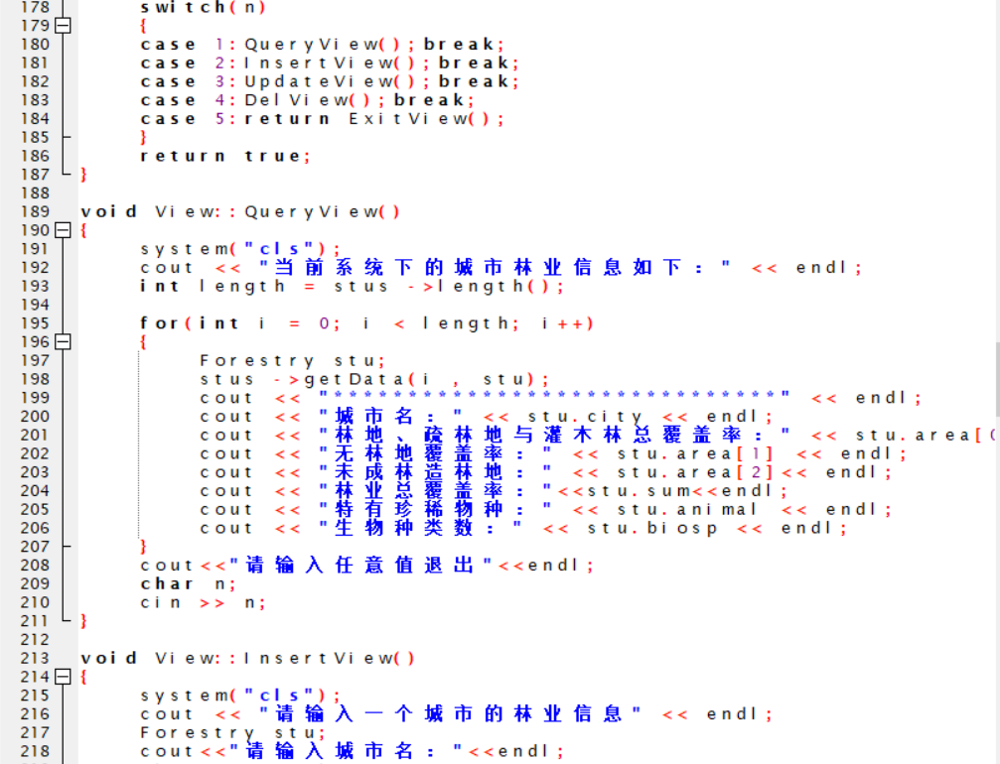 178 switch(n)
179 {
180 case 1:QueryView();break;
181 case 2:InsertView();break;
182 case 3:UpdateView();break;
183 case 4:DelView();break;
184 case 5:return ExitView();
185 }
186 return true;
187 }
188
189 void View::QueryView()
190 {
191 system("cls");
192 cout << "当前系统下的城市林业信息如下：" << endl;
193 int length = stus ->length();
194
195 for(int i = 0; i < length; i++)
196 {
197 Forestry stu;
198 stus ->getData(i , stu);
199 cout << "******************************" << endl;
200 cout << "城市名：" << stu.city << endl;
201 cout << "林地、疏林地与灌木林总覆盖率：" << stu.area[
202 cout << "无林地覆盖率：" << stu.area[1] << endl;
203 cout << "未成林造林地：" << stu.area[2]<< endl;
204 cout << "林业总覆盖率："<<stu.sum<<endl;
205 cout << "特有珍稀物种：" << stu.animal << endl;
206 cout << "生物种类数：" << stu.biosp << endl;
207 }
208 cout<<"请输入任意值退出"<<endl;
209 char n;
210 cin >> n;
211 }
212
213 void View::InsertView()
214 {
215 system("cls");
216 cout << "请输入一个城市的林业信息" << endl;
217 Forestry stu;
218 cout<<"请输入城市名："<<endl;